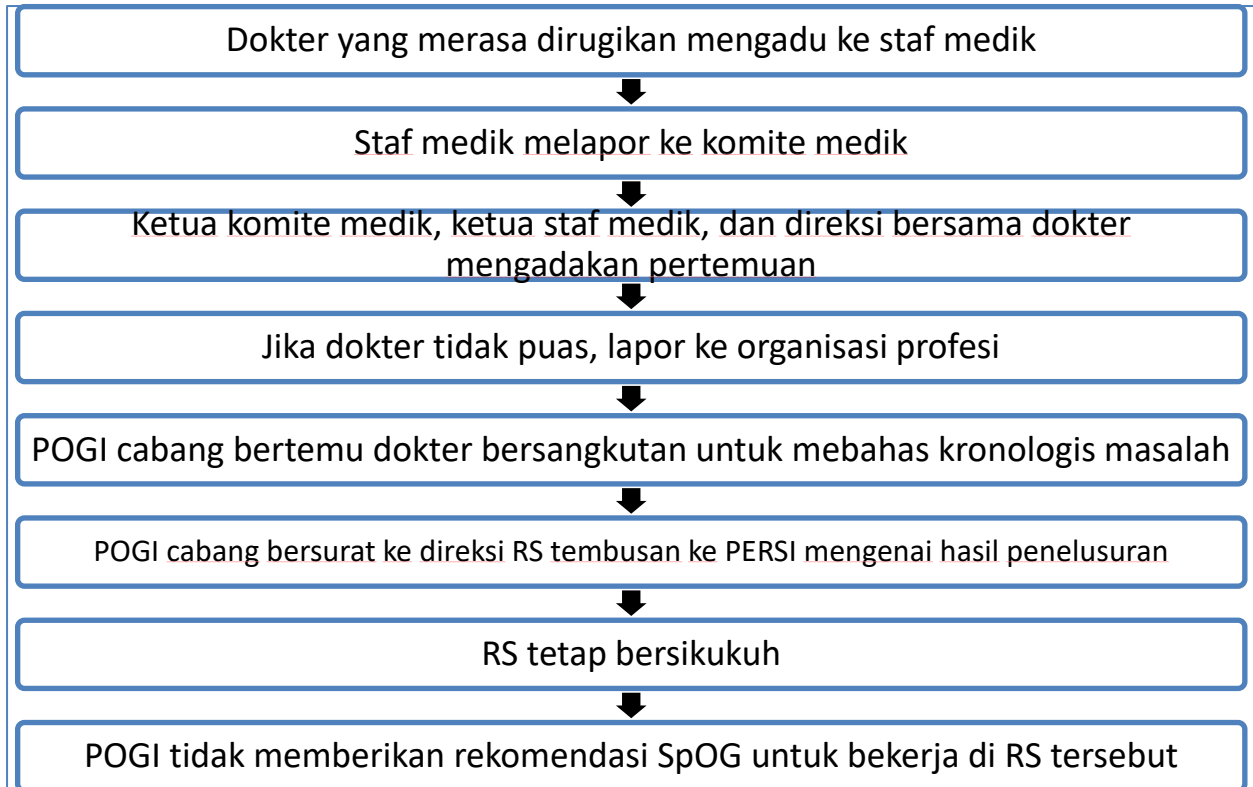 Dokter yang merasa dirugikan mengadu ke staf medik
Staf medik melapor ke komite medik
Ketua komite medik, ketua staf medik, dan direksi bersama dokter
mengadakan pertemuan
Jika dokter tidak puas, lapor ke organisasi profesi
POGI cabang bertemu dokter bersangkutan untuk mebahas kronologis masalah
POGI cabang bersurat ke direksi RS tembusan ke PERSI mengenai hasil penelusuran
RS tetap bersikukuh
POGI tidak memberikan rekomendasi SpOG untuk bekerja di RS tersebut